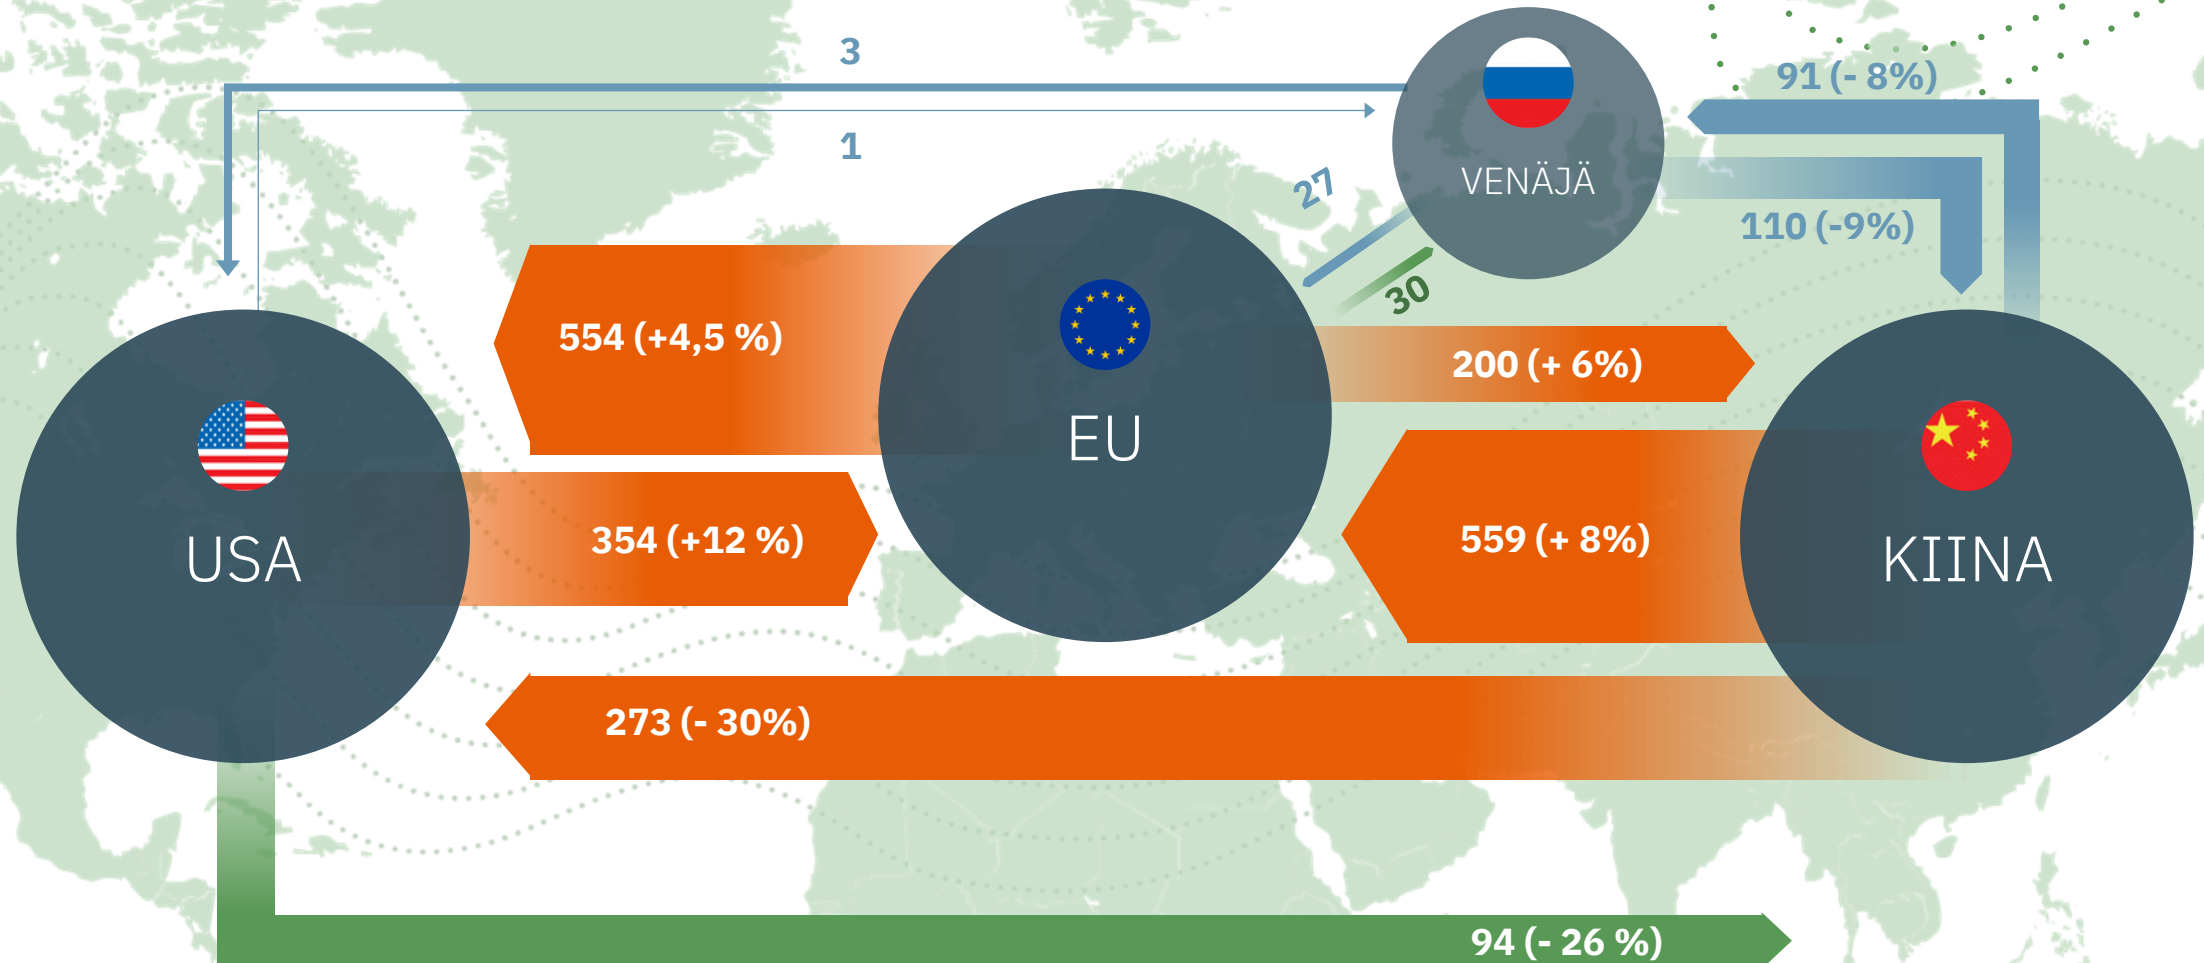 3
91 (- 8%)
1
VENÄJÄ
27
110 (-9%)
30
554 (+4,5 %)
200 (+ 6%)
EU
354 (+12 %)
559 (+ 8%)
USA
KIINA
273 (- 30%)
94 (- 26 %)